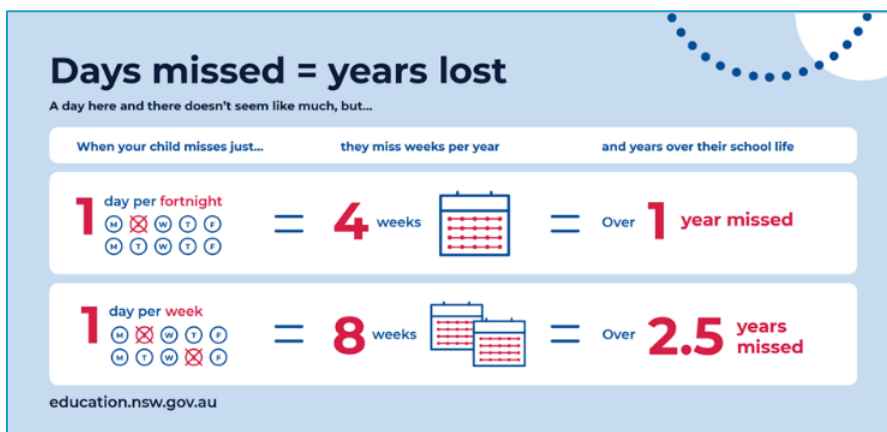 Days missed = years lost
A day here and there doesn't seem like much, but...
When your child misses just... they miss weeks per year and years over their school life
1 day per fortnight = 4 weeks = Over 1 year missed
M T W T F
M T W T F
1 day per week = 8 weeks = Over 2.5 years missed
M T W T F
M T W T F
education.nsw.gov.au